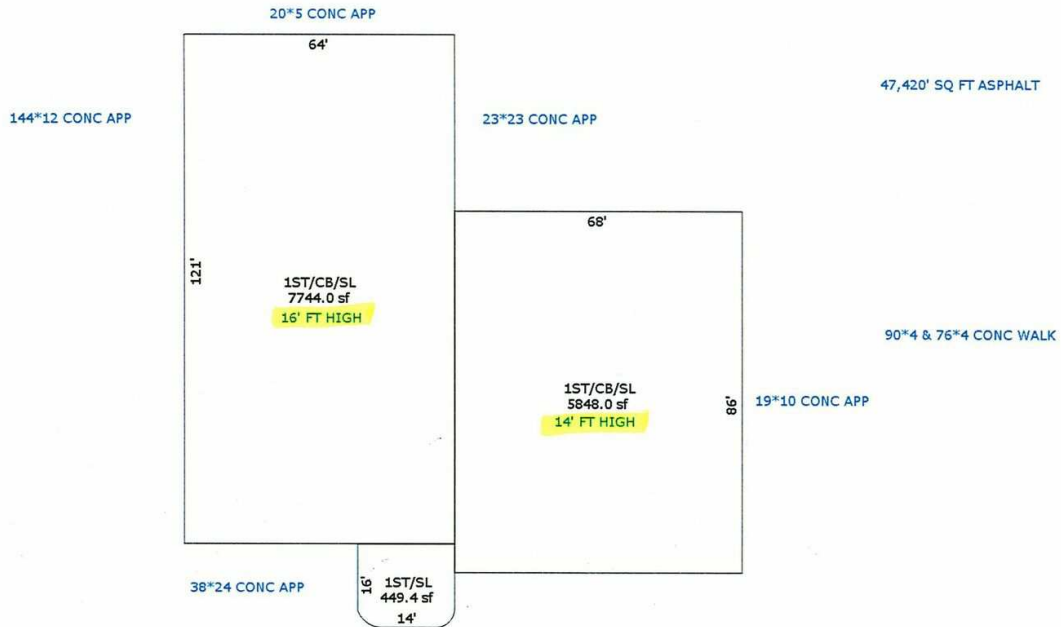 20*5 CONC APP
64'
47,420' SQ FT ASPHALT
144*12 CONC APP
23*23 CONC APP
68'
121'
1ST/CB/SL
7744.0 sf
16' FT HIGH
90*4 & 76*4 CONC WALK
1ST/CB/SL
5848.0 sf
14' FT HIGH
86'
19*10 CONC APP
38*24 CONC APP
16'
1ST/SL
449.4 sf
14'